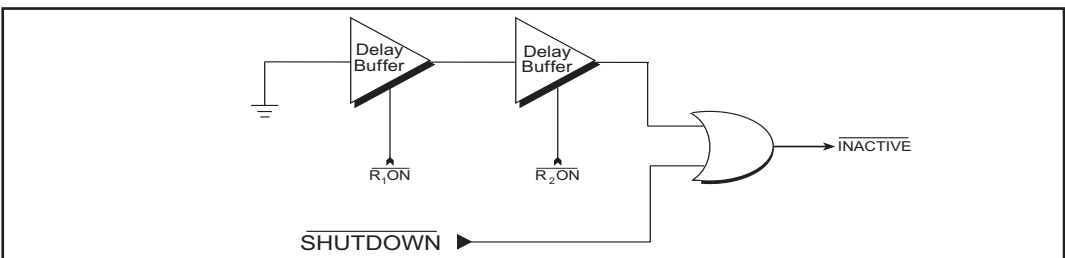 Delay
Buffer
Delay
Buffer
INACTIVE
R₁ON
R₂ON
SHUTDOWN